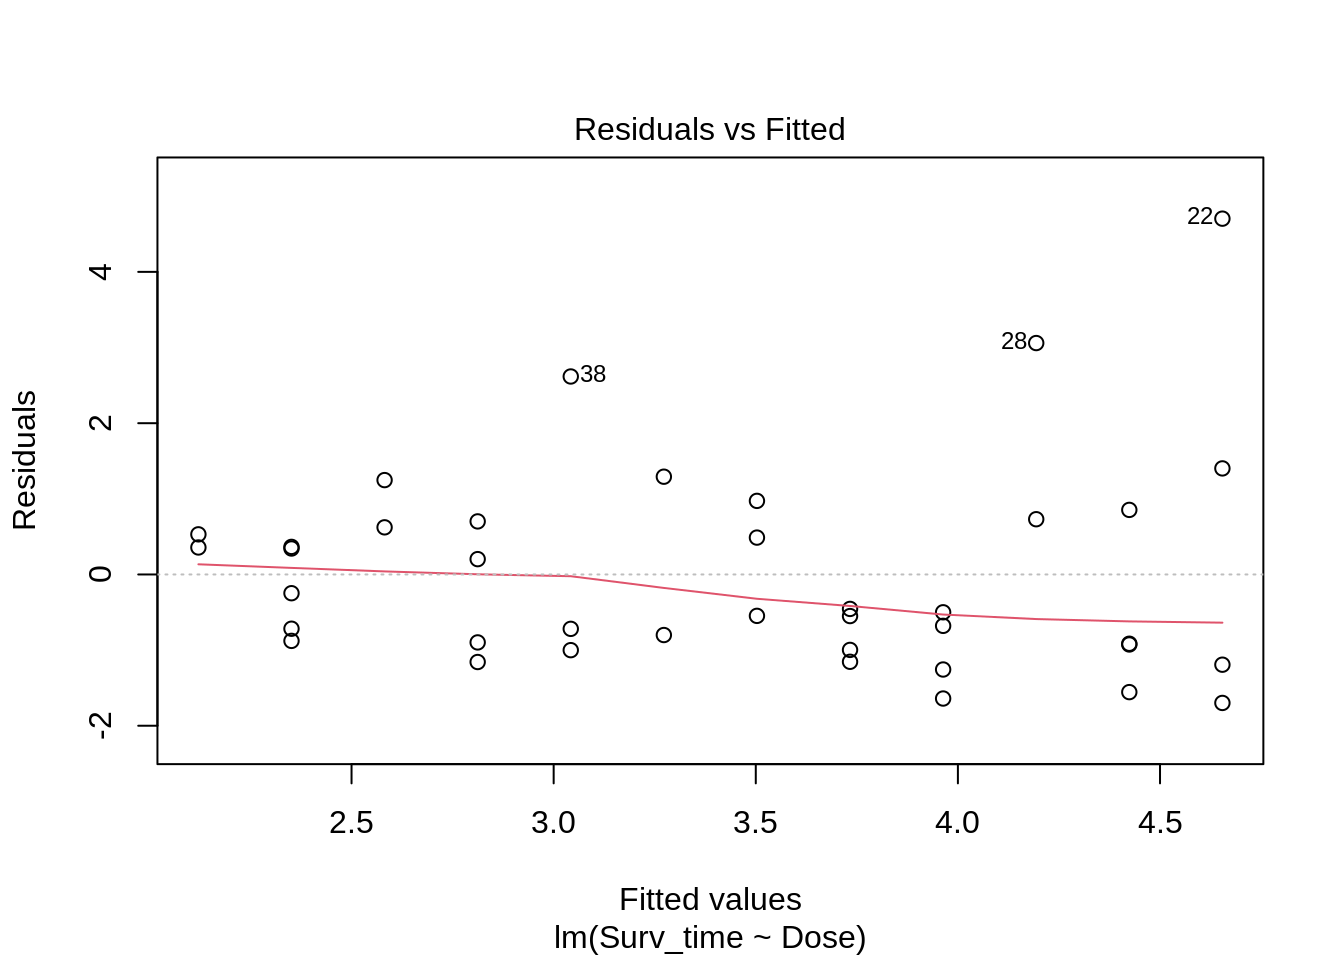 Residuals vs Fitted
22
4
28
38
2
Residuals
0
-2
2.5 3.0 3.5 4.0 4.5
Fitted values
lm(Surv_time ~ Dose)